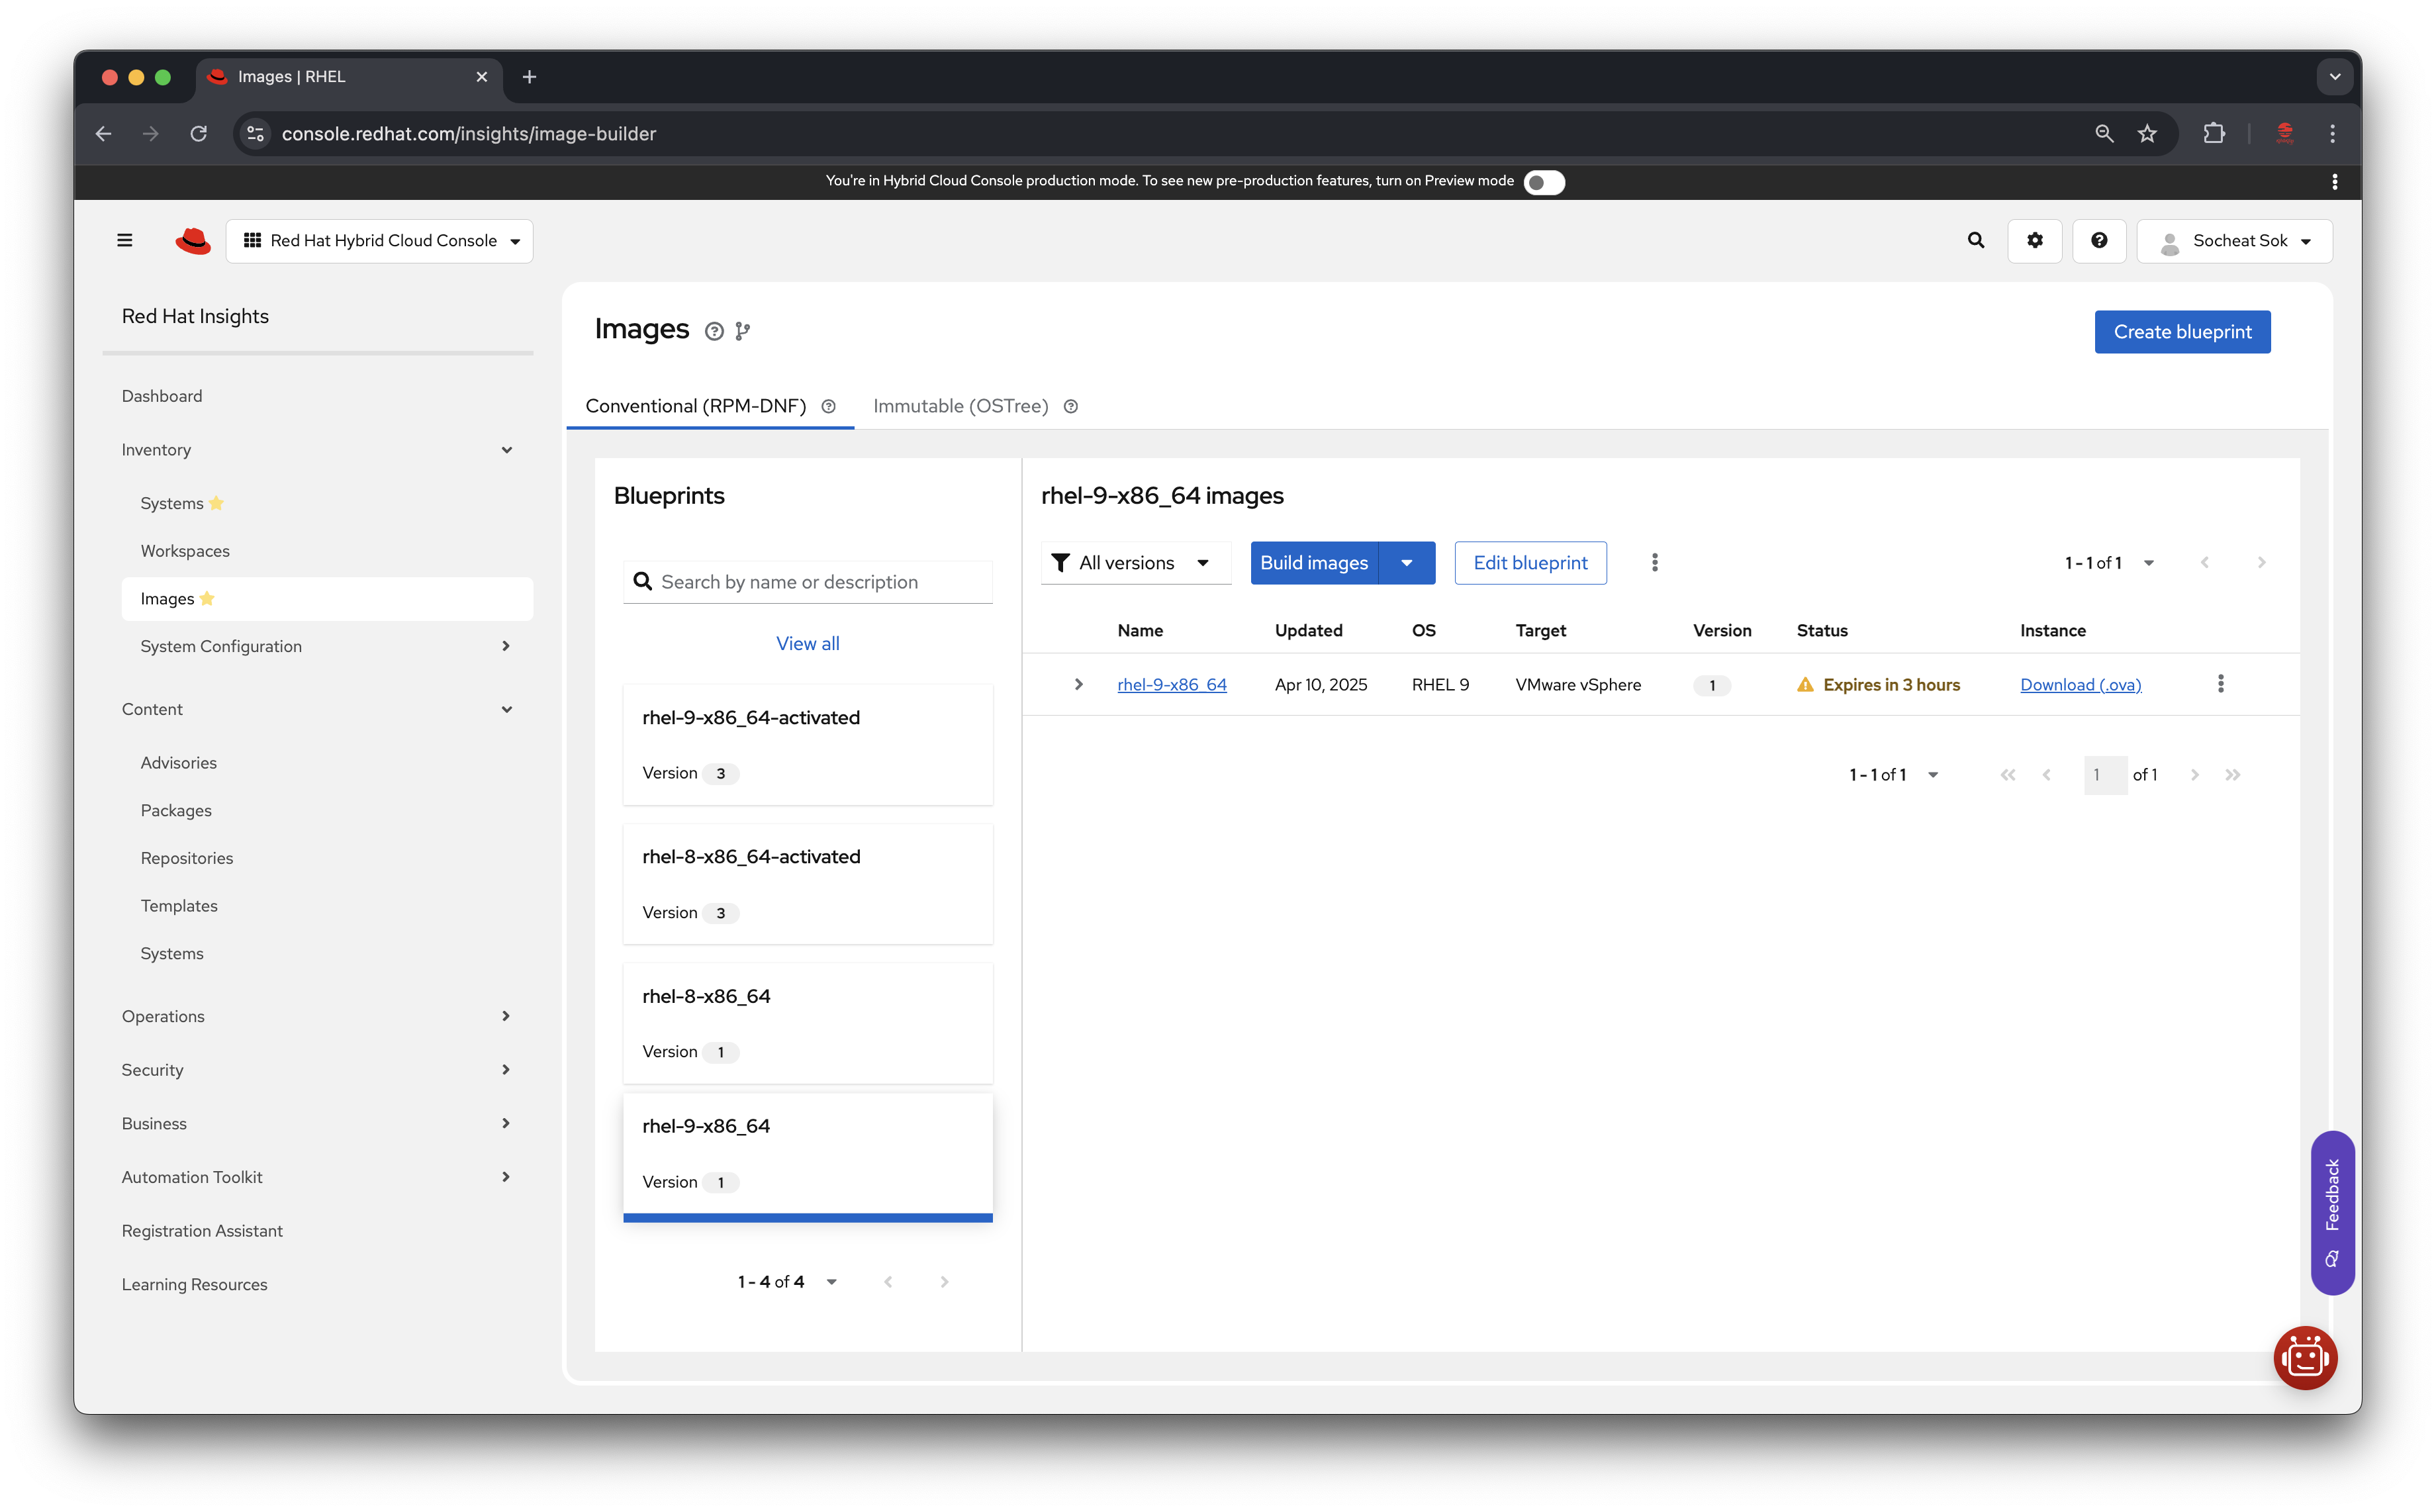 Images | RHEL
console.redhat.com/insights/image-builder
You're in Hybrid Cloud Console production mode. To see new pre-production features, turn on Preview mode
Red Hat Hybrid Cloud Console
Socheat Sok
Red Hat Insights
Dashboard
Inventory
Systems
Workspaces
Images
System Configuration
Content
Advisories
Packages
Repositories
Templates
Systems
Operations
Security
Business
Automation Toolkit
Registration Assistant
Learning Resources
Images
Create blueprint
Conventional (RPM-DNF)
Immutable (OSTree)
Blueprints
Search by name or description
View all
rhel-9-x86_64-activated
Version 3
rhel-8-x86_64-activated
Version 3
rhel-8-x86_64
Version 1
rhel-9-x86_64
Version 1
1 - 4 of 4
rhel-9-x86_64 images
All versions Build images Edit blueprint 1 - 1 of 1
Name Updated OS Target Version Status Instance
rhel-9-x86_64 Apr 10, 2025 RHEL 9 VMware vSphere 1 Expires in 3 hours Download (.ova)
1 - 1 of 1 1 of 1
Feedback